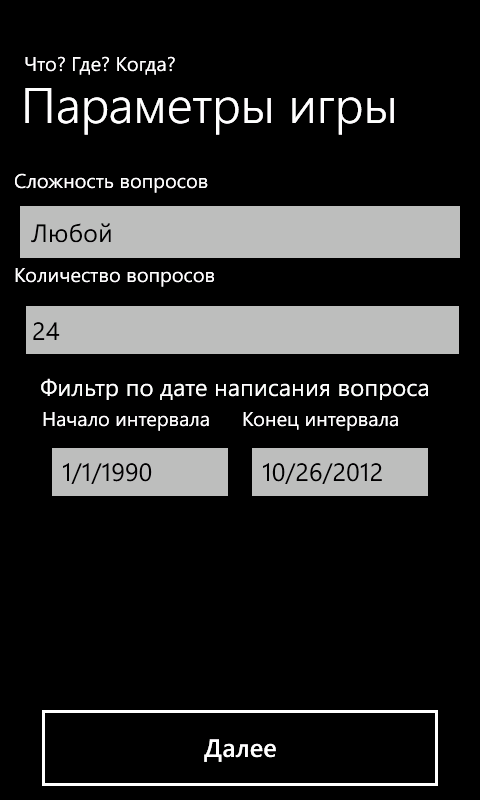 Что? Где? Когда?
Параметры игры
Сложность вопросов
Любой
Количество вопросов
24
Фильтр по дате написания вопроса
Начало интервала Конец интервала
1/1/1990 10/26/2012
Далее